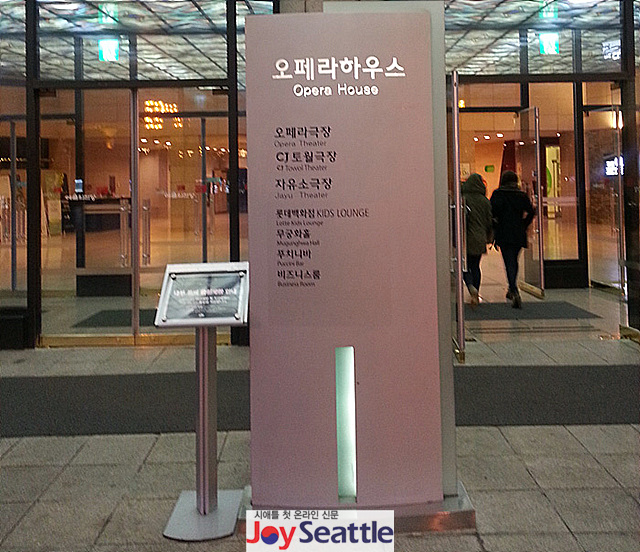 오페라하우스
Opera House
오페라극장
Opera Theater
CJ 토월극장
CJ Towol Theater
자유소극장
Jayu Theater
롯데백화점 KIDS LOUNGE
Lotte Kids Lounge
무궁화홀
Mugunghwa Hall
푸치니바
Puccini Bar
비즈니스룸
Business Room
시애틀 첫 온라인 신문
JoySeattle